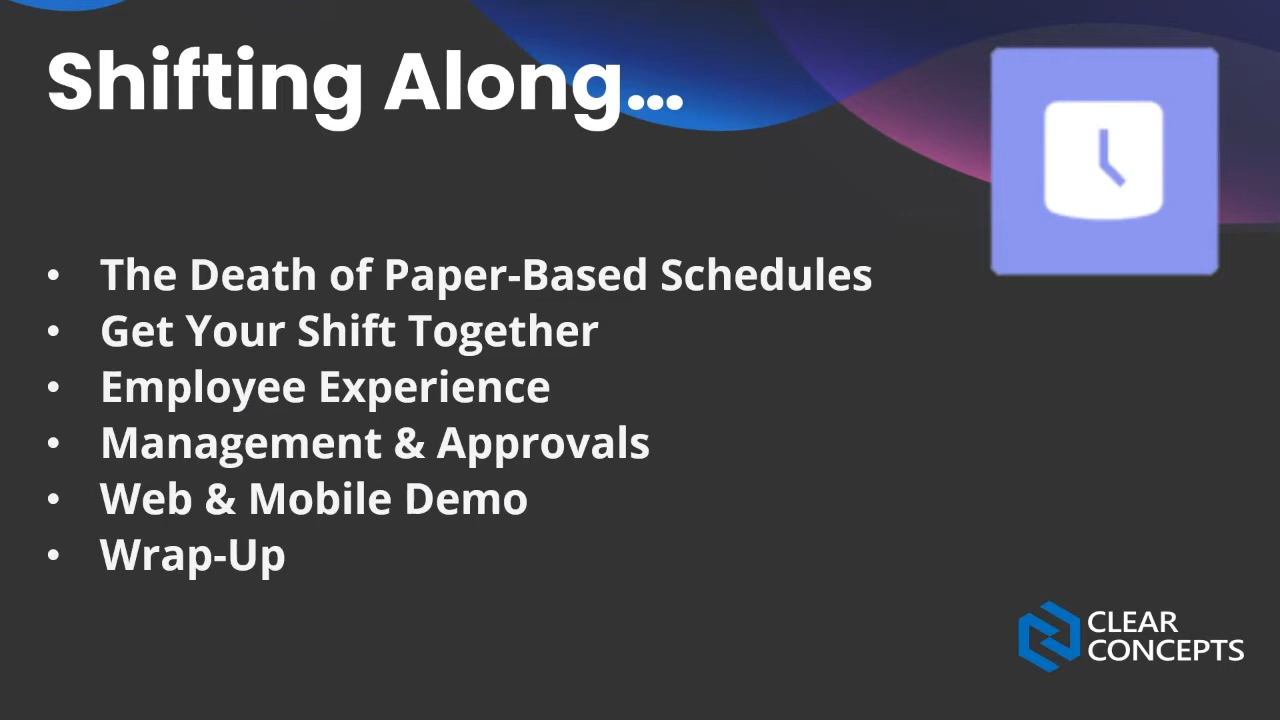 Shifting Along...
• The Death of Paper-Based Schedules
• Get Your Shift Together
• Employee Experience
• Management & Approvals
• Web & Mobile Demo
• Wrap-Up
CLEAR
CONCEPTS